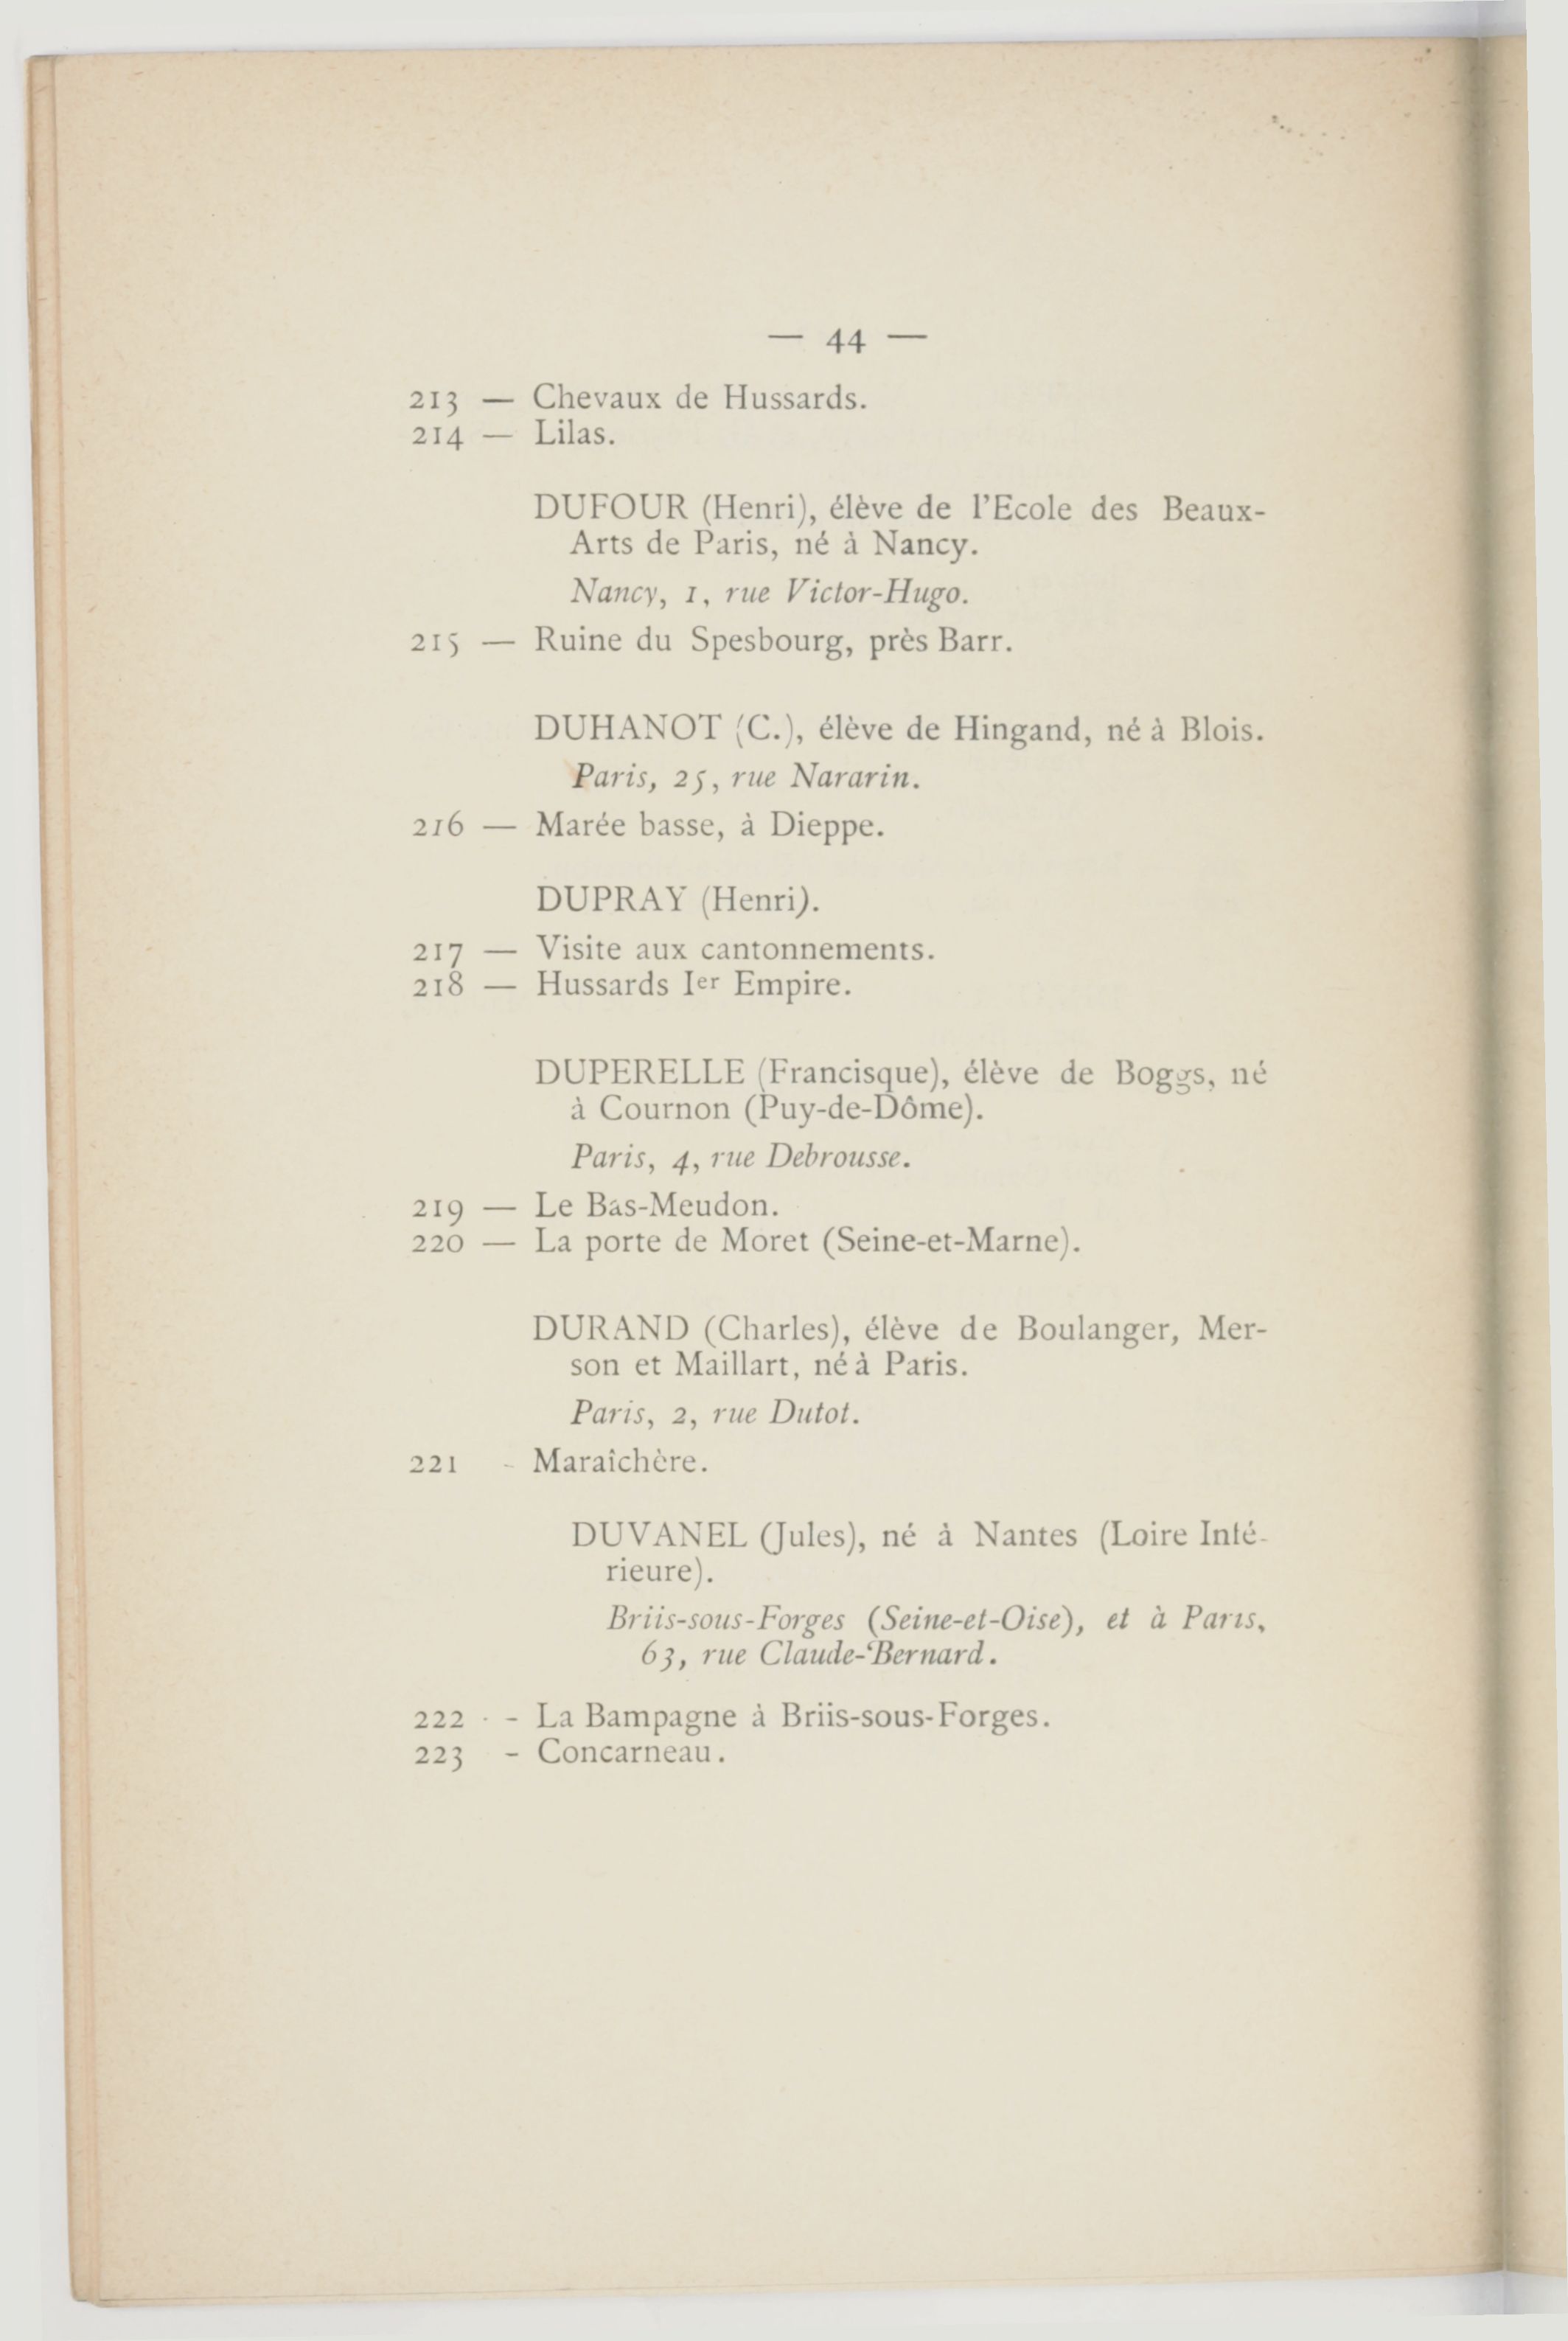 — 44 —
213 — Chevaux de Hussards.
214 — Lilas.
DUFOUR (Henri), élève de l'Ecole des Beaux-
Arts de Paris, né à Nancy.
Nancy, 1, rue Victor-Hugo.
215 — Ruine du Spesbourg, près Barr.
DUHANOT (C.), élève de Hingand, né à Blois.
Paris, 25, rue Nararin.
216 — Marée basse, à Dieppe.
DUPRAY (Henri).
217 — Visite aux cantonnements.
218 — Hussards Ier Empire.
DUPERELLE (Francisque), élève de Boggs, né
à Cournon (Puy-de-Dôme).
Paris, 4, rue Debrousse.
219 — Le Bas-Meudon.
220 — La porte de Moret (Seine-et-Marne).
DURAND (Charles), élève de Boulanger, Mer-
son et Maillart, né à Paris.
Paris, 2, rue Dutot.
221 - Maraîchère.
DUVANEL (Jules), né à Nantes (Loire Infé-
rieure).
Briis-sous-Forges (Seine-et-Oise), et à Paris,
63, rue Claude-Bernard.
222 - La Bampagne à Briis-sous-Forges.
223 - Concarneau.